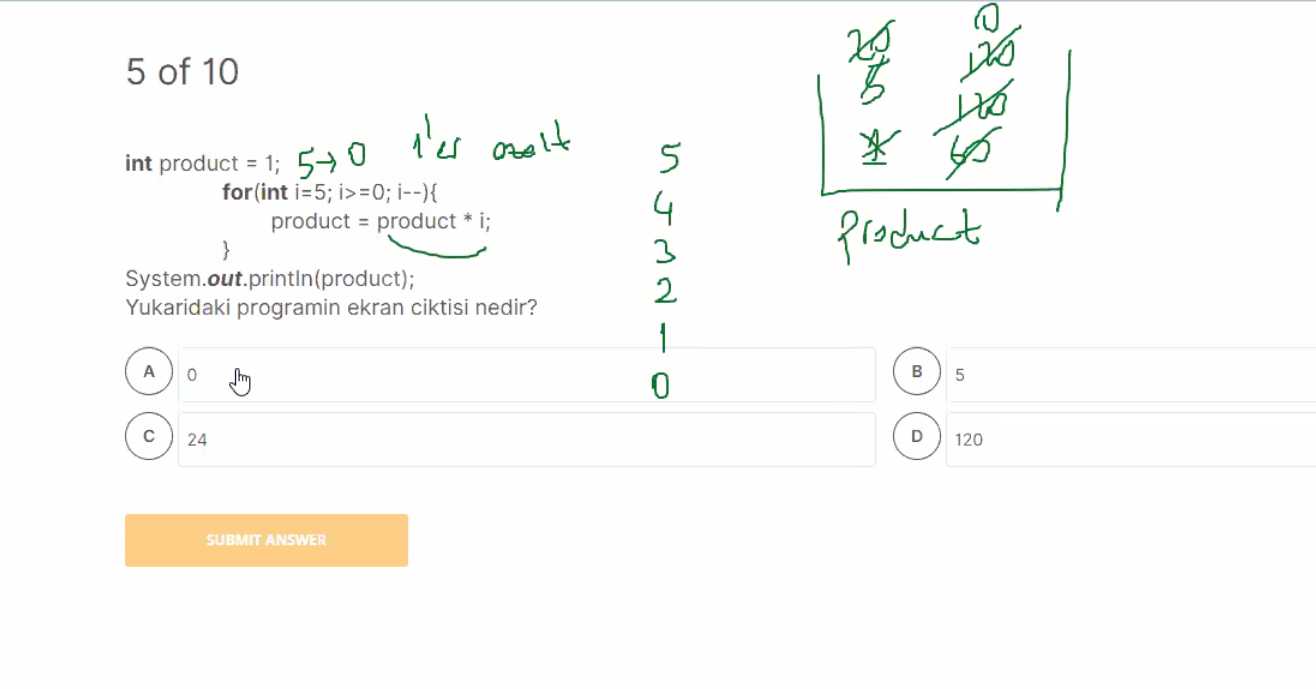 5 of 10
int product = 1; 5→0 1'er azalt
for(int i=5; i>=0; i--){
product = product * i;
}
System.out.println(product);
Yukaridaki programin ekran ciktisi nedir?
5
4
3
2
1
0
0
20 120
5 120
1 60
Product
A 0
B 5
C 24
D 120
SUBMIT ANSWER